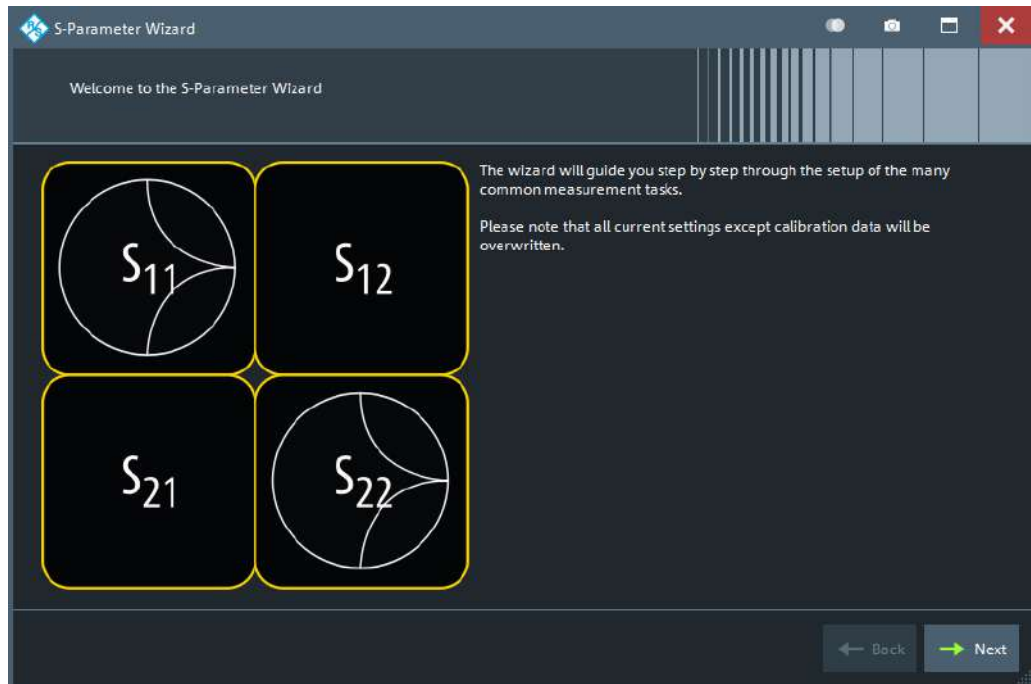 S-Parameter Wizard
Welcome to the S-Parameter Wizard
S11
S12
S21
S22
The wizard will guide you step by step through the setup of the many
common measurement tasks.
Please note that all current settings except calibration data will be
overwritten.
Back
Next